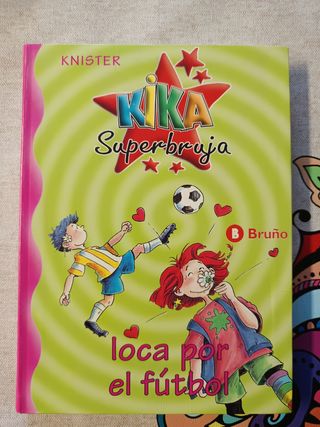 KNISTER
KIKA
Superbruja
B Bruño
loca por
el fútbol